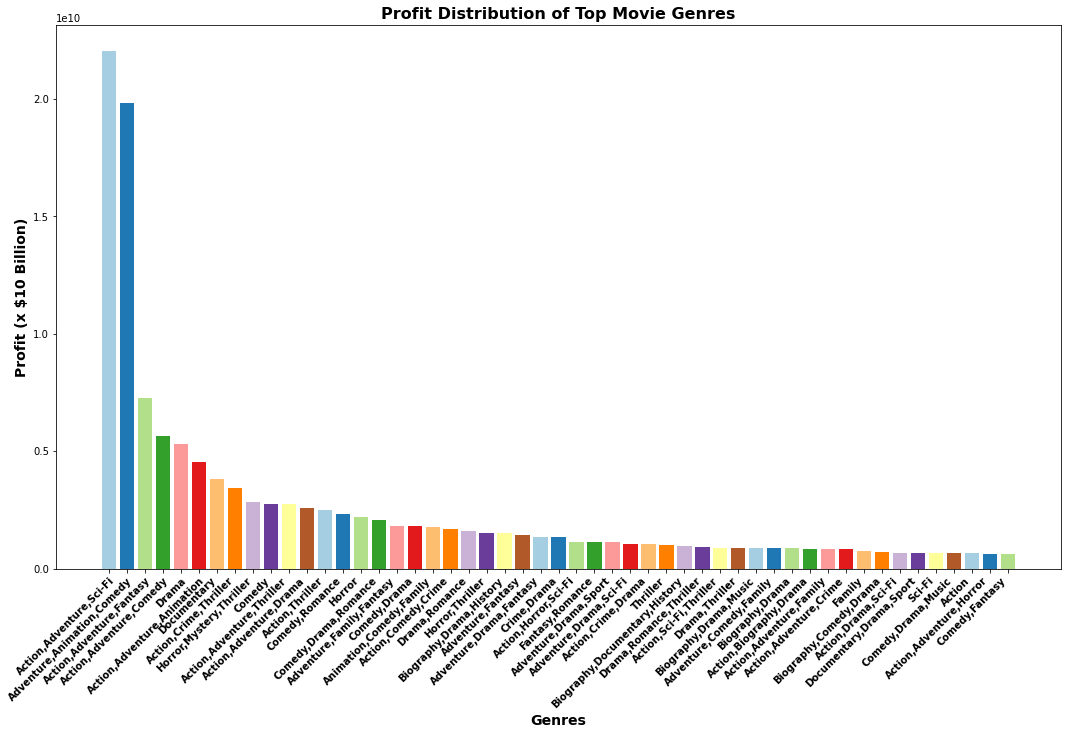 Profit Distribution of Top Movie Genres
1e10
2.0
1.5
1.0
0.5
0.0
Profit (x $10 Billion)
Action,Adventure,Sci-Fi
Adventure,Animation,Comedy
Action,Adventure,Fantasy
Action,Adventure,Comedy
Drama
Action,Adventure,Animation
Documentary
Action,Crime,Thriller
Horror,Mystery,Thriller
Comedy
Action,Adventure,Thriller
Action,Adventure,Drama
Action,Thriller
Comedy,Romance
Horror
Comedy,Drama,Romance
Adventure,Family,Fantasy
Comedy,Drama
Animation,Comedy,Family
Action,Comedy,Crime
Drama,Romance
Horror,Thriller
Biography,Drama,History
Adventure,Fantasy
Adventure,Drama,Fantasy
Crime,Drama
Action,Horror,Sci-Fi
Fantasy,Romance
Adventure,Drama,Sport
Adventure,Drama,Sci-Fi
Action,Crime,Drama
Thriller
Biography,Documentary,History
Drama,Romance,Thriller
Action,Sci-Fi,Thriller
Drama,Thriller
Biography,Drama,Music
Adventure,Comedy,Family
Biography,Drama
Action,Biography,Drama
Action,Adventure,Family
Action,Adventure,Crime
Family
Biography,Comedy,Drama
Action,Drama,Sci-Fi
Documentary,Drama,Sport
Sci-Fi
Comedy,Drama,Music
Action
Action,Adventure,Horror
Comedy,Fantasy
Genres